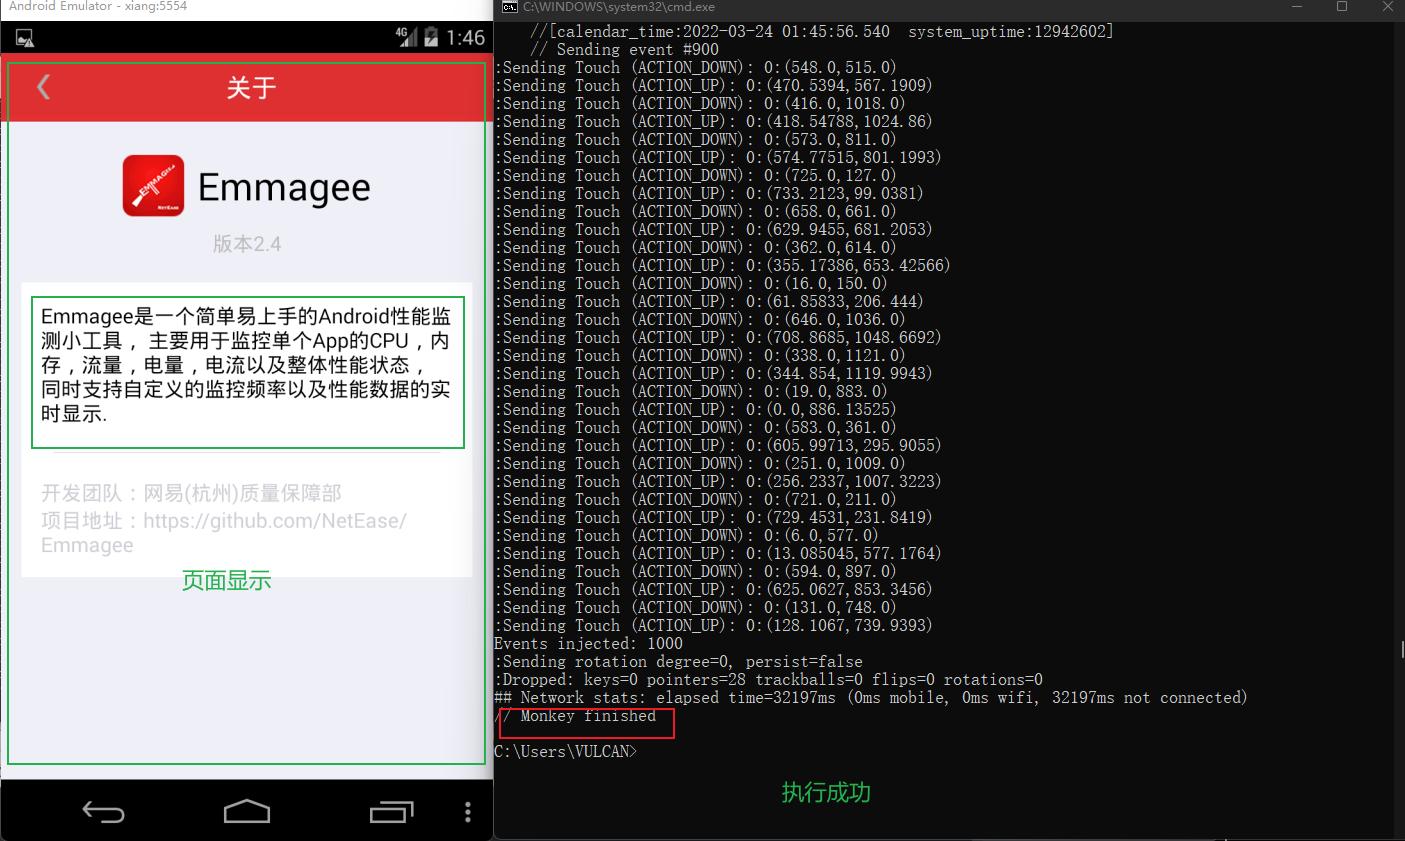 Android Emulator - xiang:5554
4G 1:46
关于
EMMAGEE
NetEase
Emmagee
版本2.4
Emmagee是一个简单易上手的Android性能监
测小工具，主要用于监控单个App的CPU，内
存，流量，电量，电流以及整体性能状态，
同时支持自定义的监控频率以及性能数据的实
时显示.
开发团队：网易(杭州)质量保障部
项目地址：https://github.com/NetEase/
Emmagee
页面显示
C:\WINDOWS\system32\cmd.exe
//[calendar_time:2022-03-24 01:45:56.540  system_uptime:12942602]
// Sending event #900
:Sending Touch (ACTION_DOWN): 0:(548.0,515.0)
:Sending Touch (ACTION_UP): 0:(470.5394,567.1909)
:Sending Touch (ACTION_DOWN): 0:(416.0,1018.0)
:Sending Touch (ACTION_UP): 0:(418.54788,1024.86)
:Sending Touch (ACTION_DOWN): 0:(573.0,811.0)
:Sending Touch (ACTION_UP): 0:(574.77515,801.1993)
:Sending Touch (ACTION_DOWN): 0:(725.0,127.0)
:Sending Touch (ACTION_UP): 0:(733.2123,99.0381)
:Sending Touch (ACTION_DOWN): 0:(658.0,661.0)
:Sending Touch (ACTION_UP): 0:(629.9455,681.2053)
:Sending Touch (ACTION_DOWN): 0:(362.0,614.0)
:Sending Touch (ACTION_UP): 0:(355.17386,653.42566)
:Sending Touch (ACTION_DOWN): 0:(16.0,150.0)
:Sending Touch (ACTION_UP): 0:(61.85833,206.444)
:Sending Touch (ACTION_DOWN): 0:(646.0,1036.0)
:Sending Touch (ACTION_UP): 0:(708.8685,1048.6692)
:Sending Touch (ACTION_DOWN): 0:(338.0,1121.0)
:Sending Touch (ACTION_UP): 0:(344.854,1119.9943)
:Sending Touch (ACTION_DOWN): 0:(19.0,883.0)
:Sending Touch (ACTION_UP): 0:(0.0,886.13525)
:Sending Touch (ACTION_DOWN): 0:(583.0,361.0)
:Sending Touch (ACTION_UP): 0:(605.99713,295.9055)
:Sending Touch (ACTION_DOWN): 0:(251.0,1009.0)
:Sending Touch (ACTION_UP): 0:(256.2337,1007.3223)
:Sending Touch (ACTION_DOWN): 0:(721.0,211.0)
:Sending Touch (ACTION_UP): 0:(729.4531,231.8419)
:Sending Touch (ACTION_DOWN): 0:(6.0,577.0)
:Sending Touch (ACTION_UP): 0:(13.085045,577.1764)
:Sending Touch (ACTION_DOWN): 0:(594.0,897.0)
:Sending Touch (ACTION_UP): 0:(625.0627,853.3456)
:Sending Touch (ACTION_DOWN): 0:(131.0,748.0)
:Sending Touch (ACTION_UP): 0:(128.1067,739.9393)
Events injected: 1000
:Sending rotation degree=0, persist=false
:Dropped: keys=0 pointers=28 trackballs=0 flips=0 rotations=0
## Network stats: elapsed time=32197ms (0ms mobile, 0ms wifi, 32197ms not connected)
// Monkey finished
C:\Users\VULCAN>
执行成功